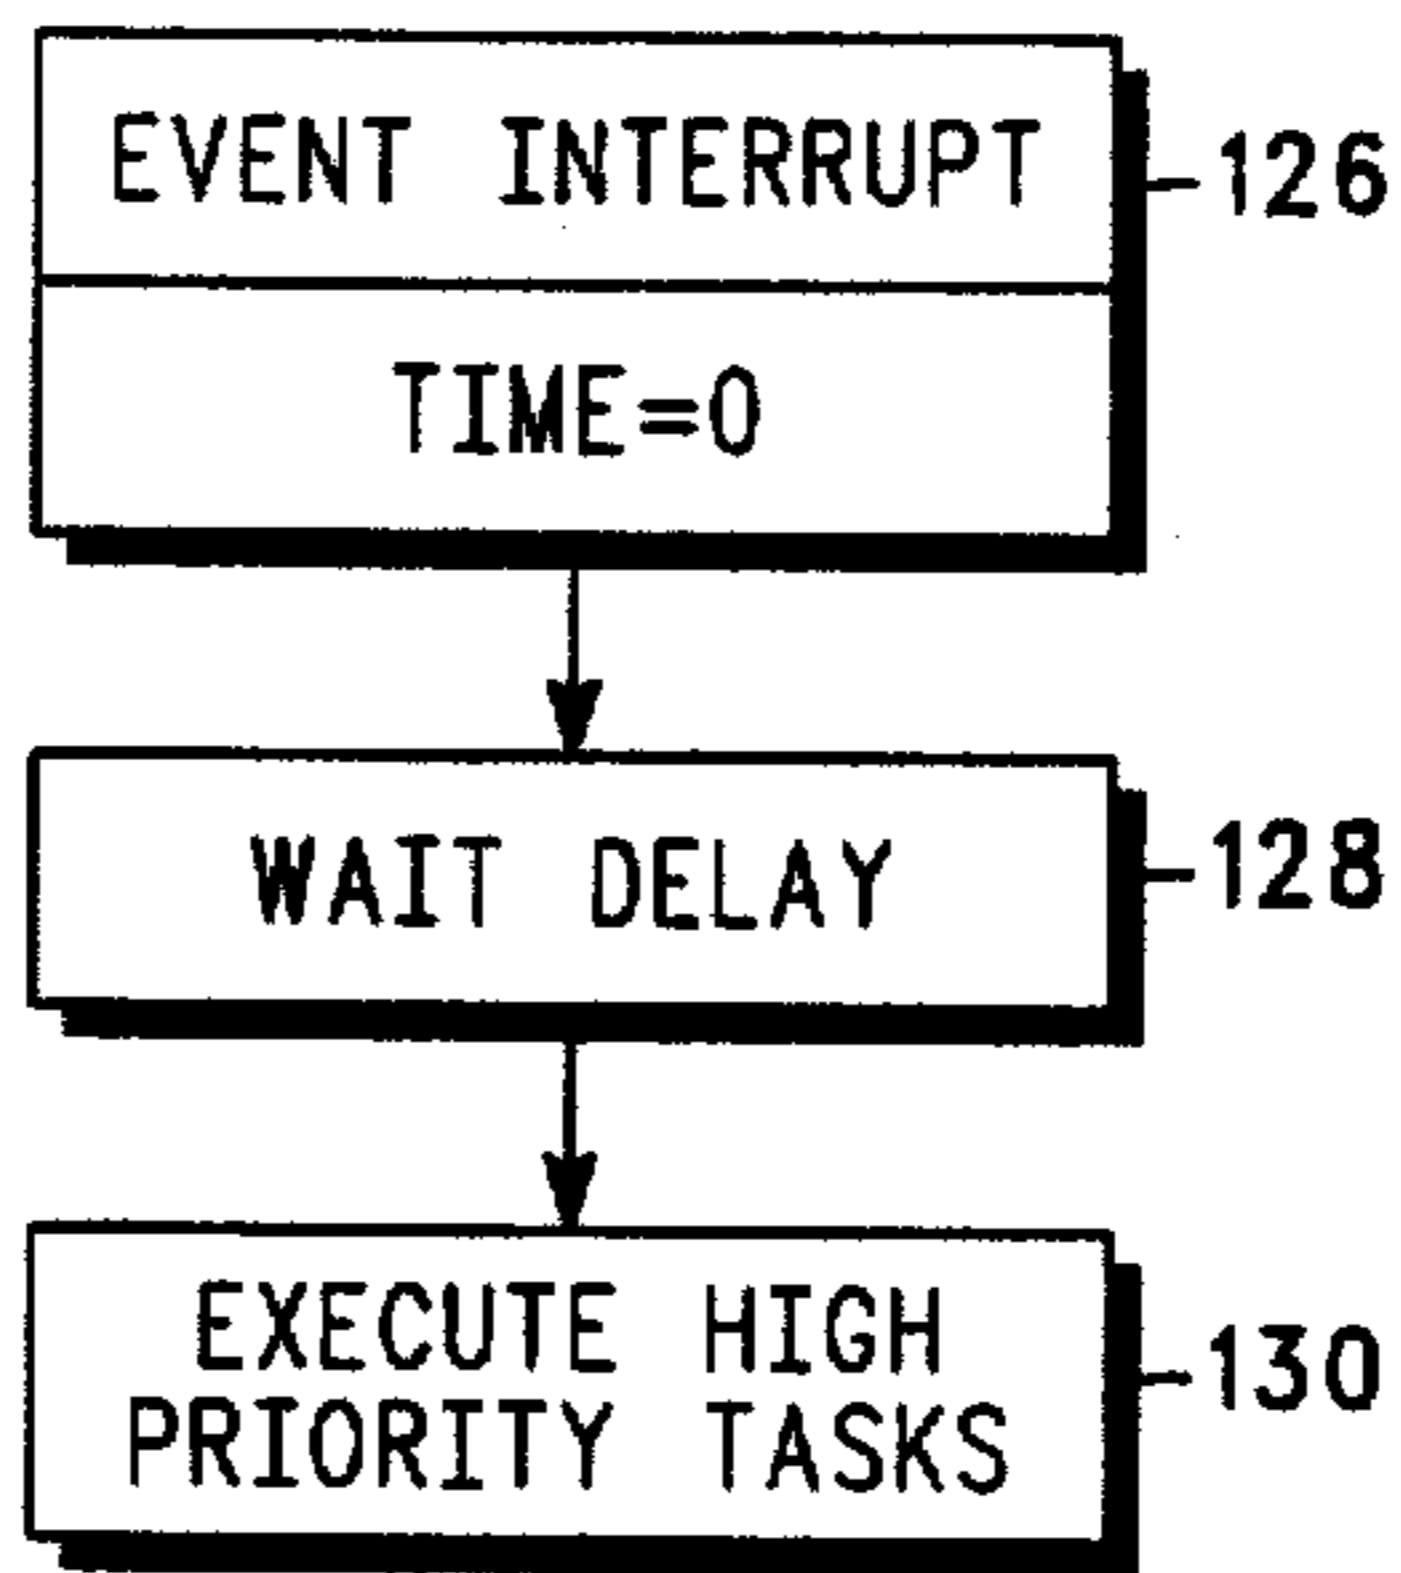 EVENT INTERRUPT
126
TIME=0
WAIT DELAY
128
EXECUTE HIGH
130
PRIORITY TASKS